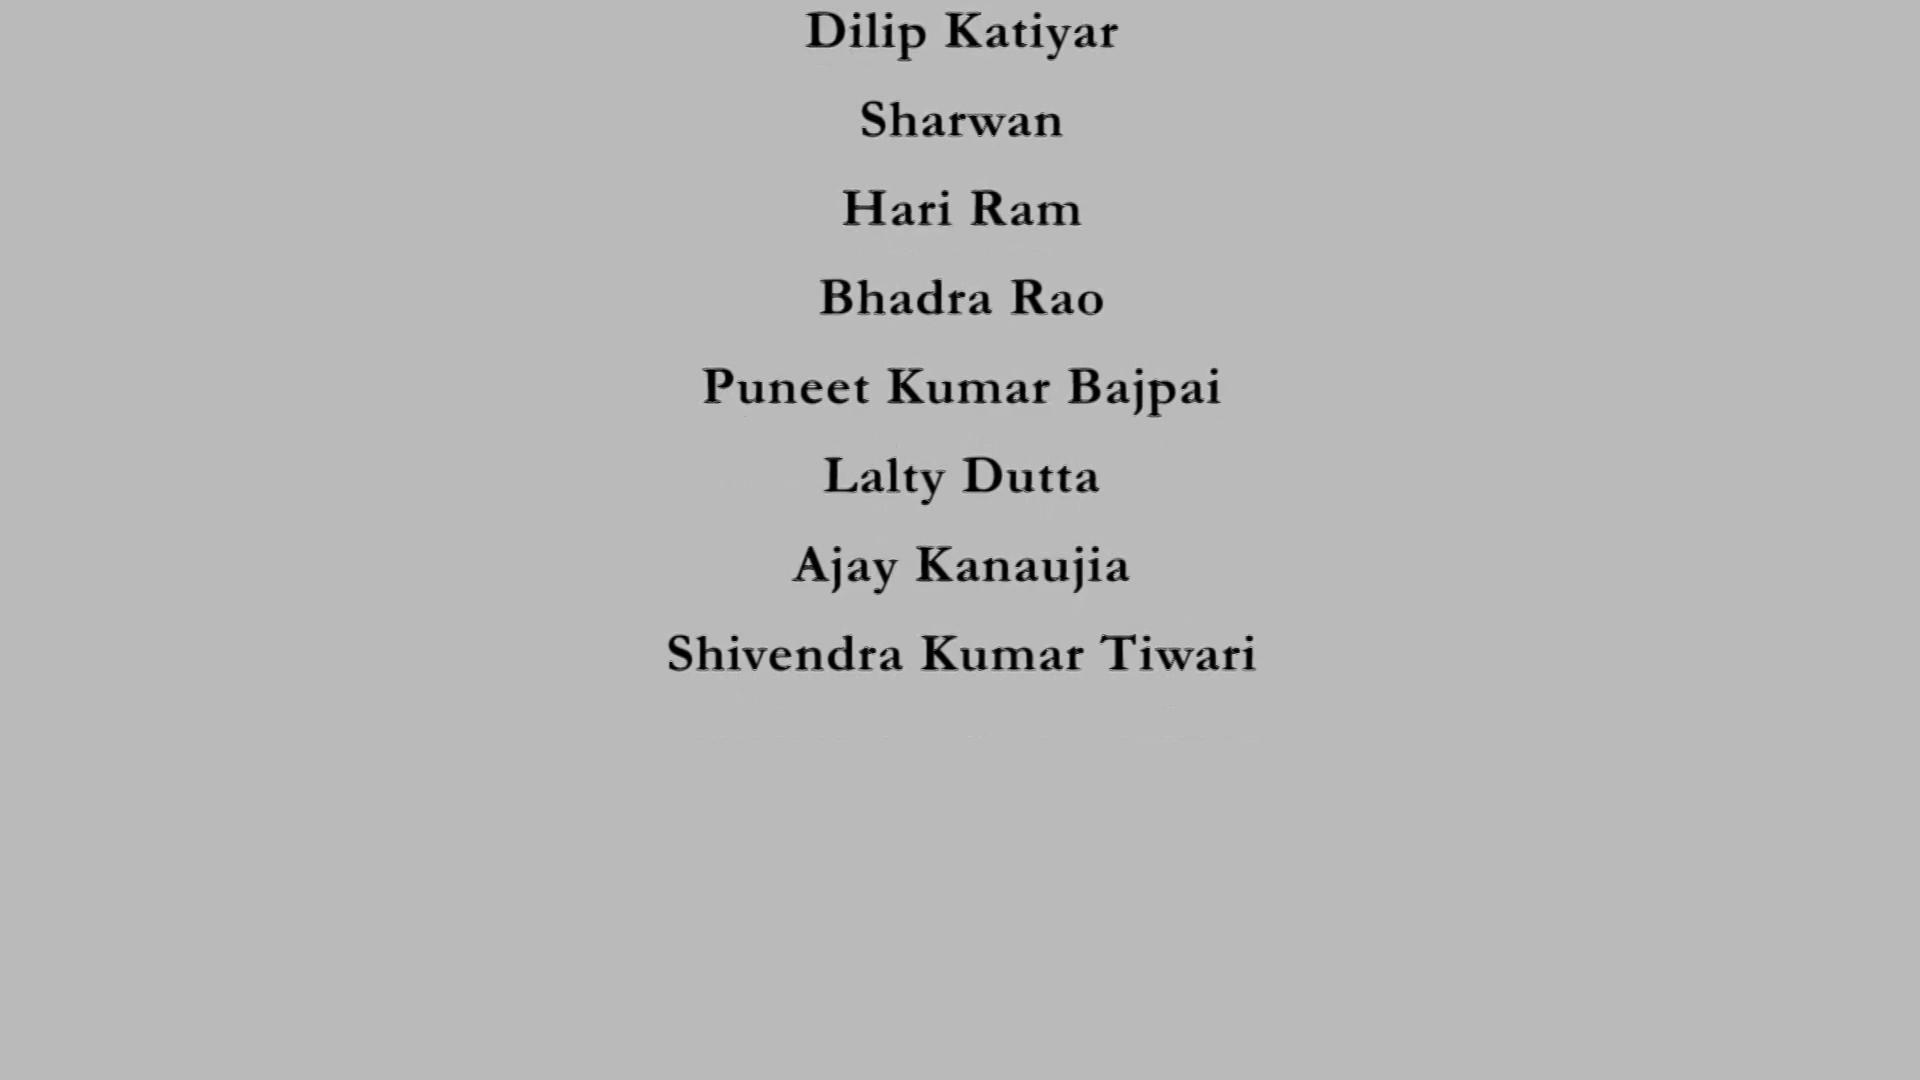 Dilip Katiyar
Sharwan
Hari Ram
Bhadra Rao
Puneet Kumar Bajpai
Lalty Dutta
Ajay Kanaujia
Shivendra Kumar Tiwari